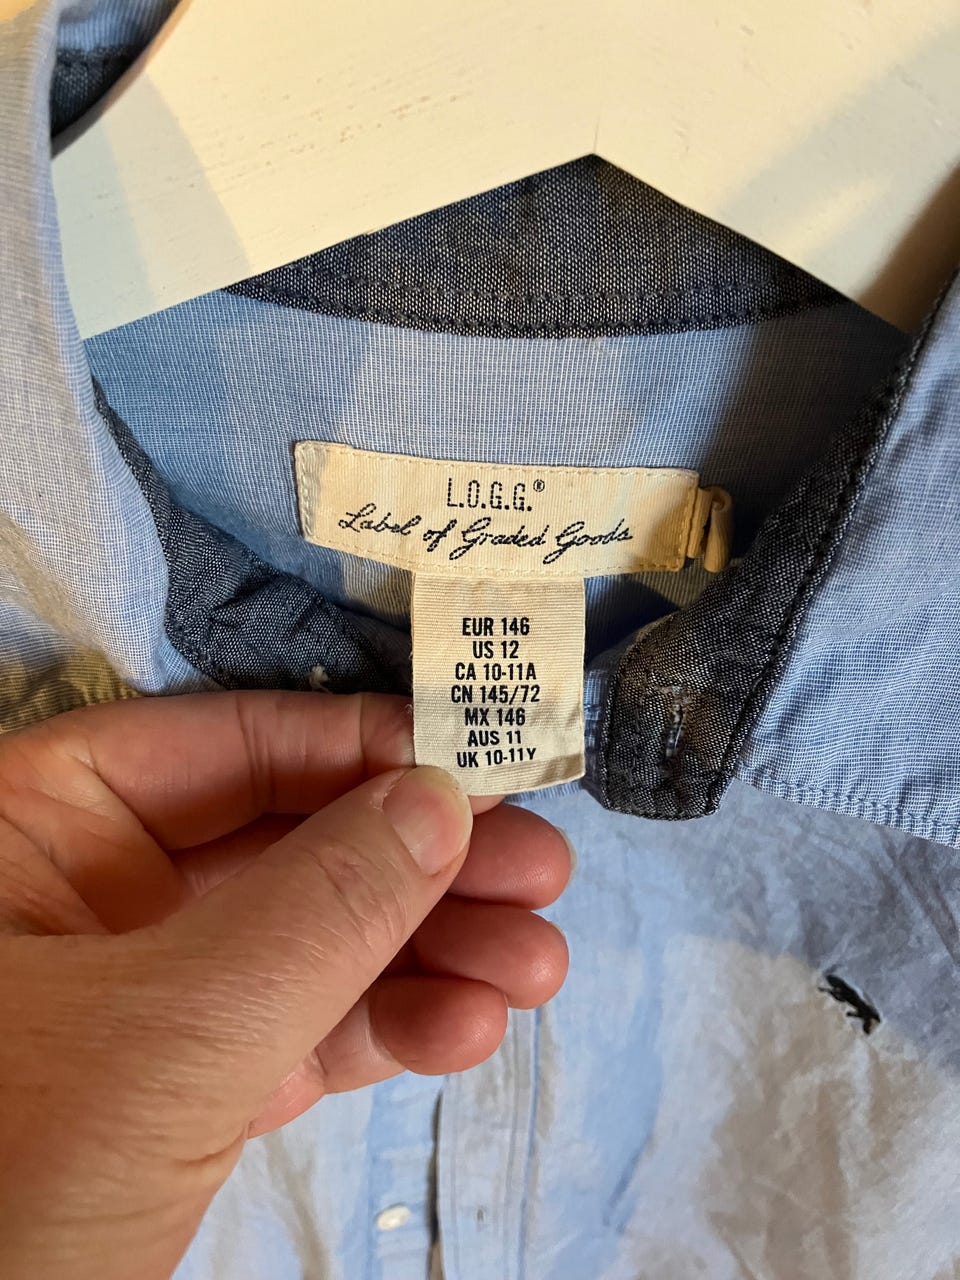 L.O.G.G.®
Label of Graded Goods
EUR 146
US 12
CA 10-11A
CN 145/72
MX 146
AUS 11
UK 10-11Y